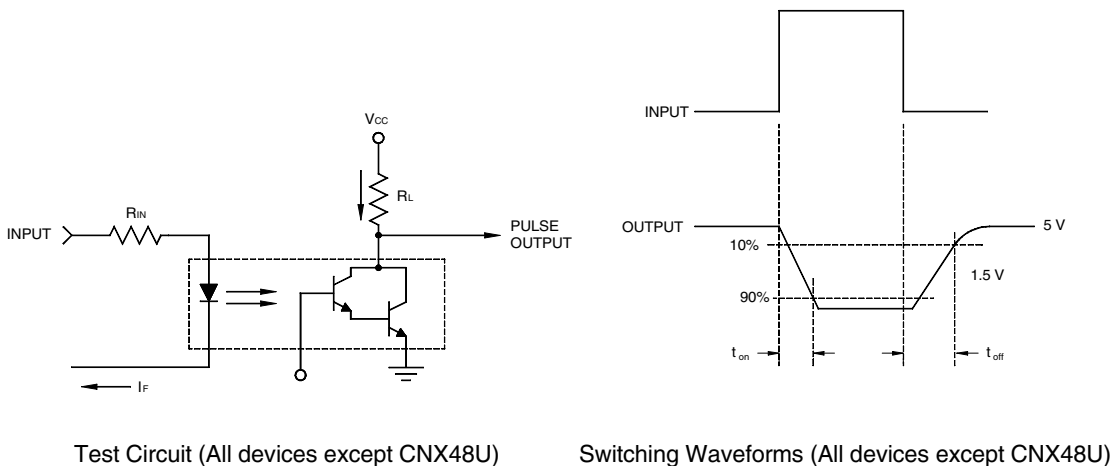 INPUT
RIN
VCC
RL
PULSE
OUTPUT
IF
Test Circuit (All devices except CNX48U)
INPUT
OUTPUT
5 V
10%
1.5 V
90%
ton
toff
Switching Waveforms (All devices except CNX48U)